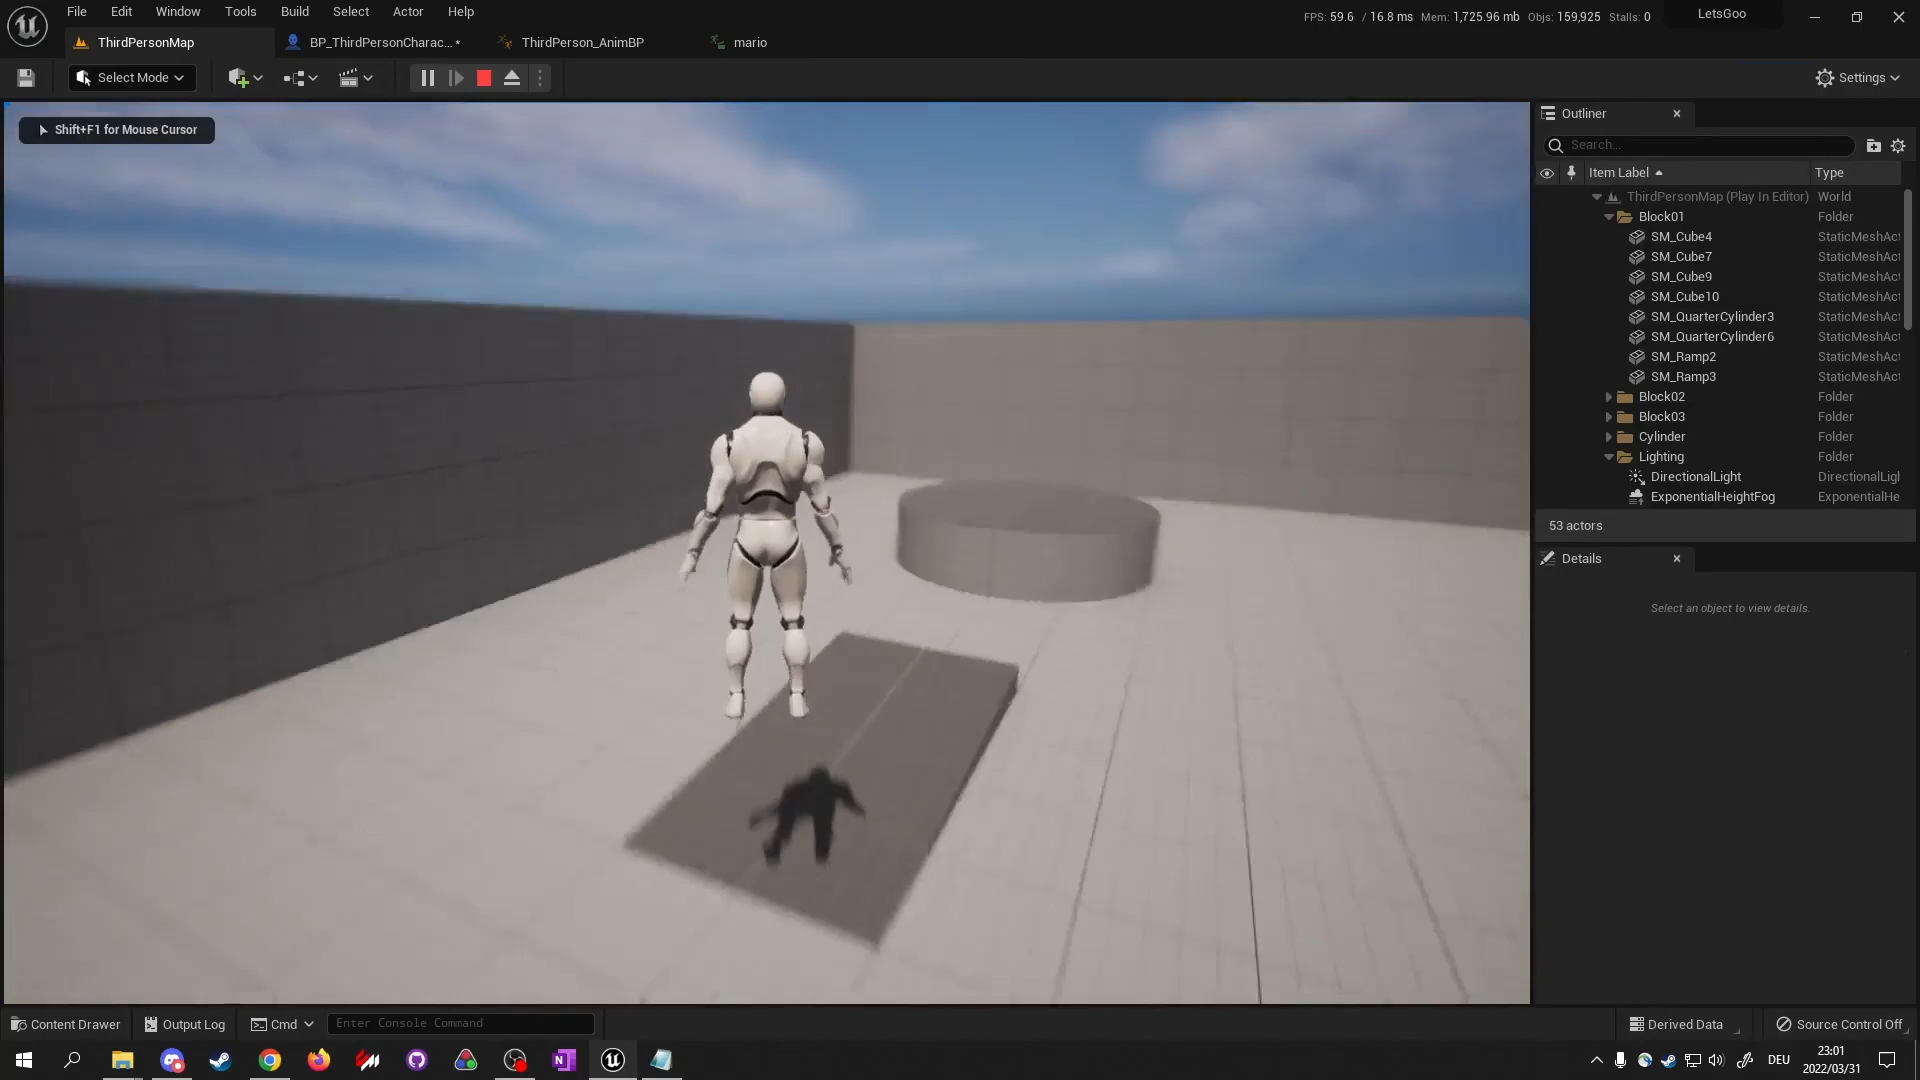 File Edit Window Tools Build Select Actor Help
FPS: 59.6 / 16.8 ms Mem: 1,725.96 mb Objs: 159,925 Stalls: 0
LetsGoo
ThirdPersonMap
BP_ThirdPersonCharac... *
ThirdPerson_AnimBP
mario
Select Mode
Settings
Shift+F1 for Mouse Cursor
Outliner
Search...
Item Label Type
ThirdPersonMap (Play In Editor) World
Block01 Folder
SM_Cube4 StaticMeshAct
SM_Cube7 StaticMeshAct
SM_Cube9 StaticMeshAct
SM_Cube10 StaticMeshAct
SM_QuarterCylinder3 StaticMeshAct
SM_QuarterCylinder6 StaticMeshAct
SM_Ramp2 StaticMeshAct
SM_Ramp3 StaticMeshAct
Block02 Folder
Block03 Folder
Cylinder Folder
Lighting Folder
DirectionalLight DirectionalLigh
ExponentialHeightFog ExponentialHe
53 actors
Details
Select an object to view details.
Content Drawer
Output Log
Cmd
Enter Console Command
Derived Data
Source Control Off
DEU
23:01
2022/03/31